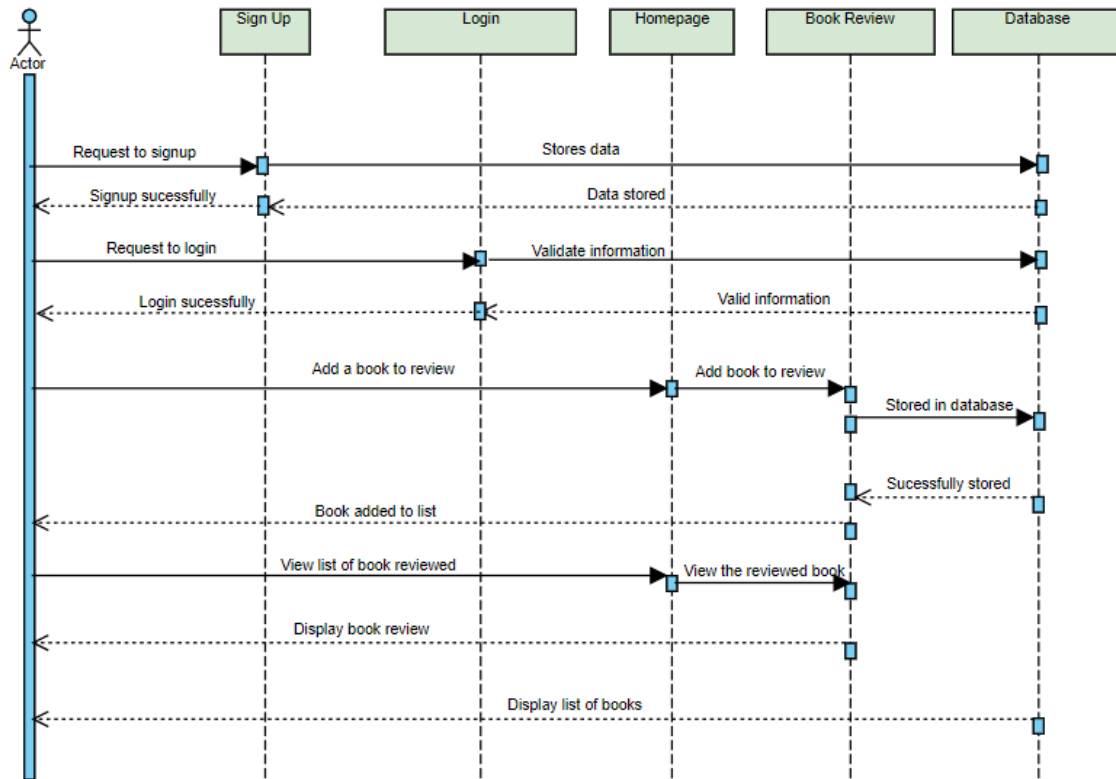 Sign Up
Login
Homepage
Book Review
Database
Actor
Request to signup
Stores data
Signup sucessfully
Data stored
Request to login
Validate information
Login sucessfully
Valid information
Add a book to review
Add book to review
Stored in database
Sucessfully stored
Book added to list
View list of book reviewed
View the reviewed book
Display book review
Display list of books